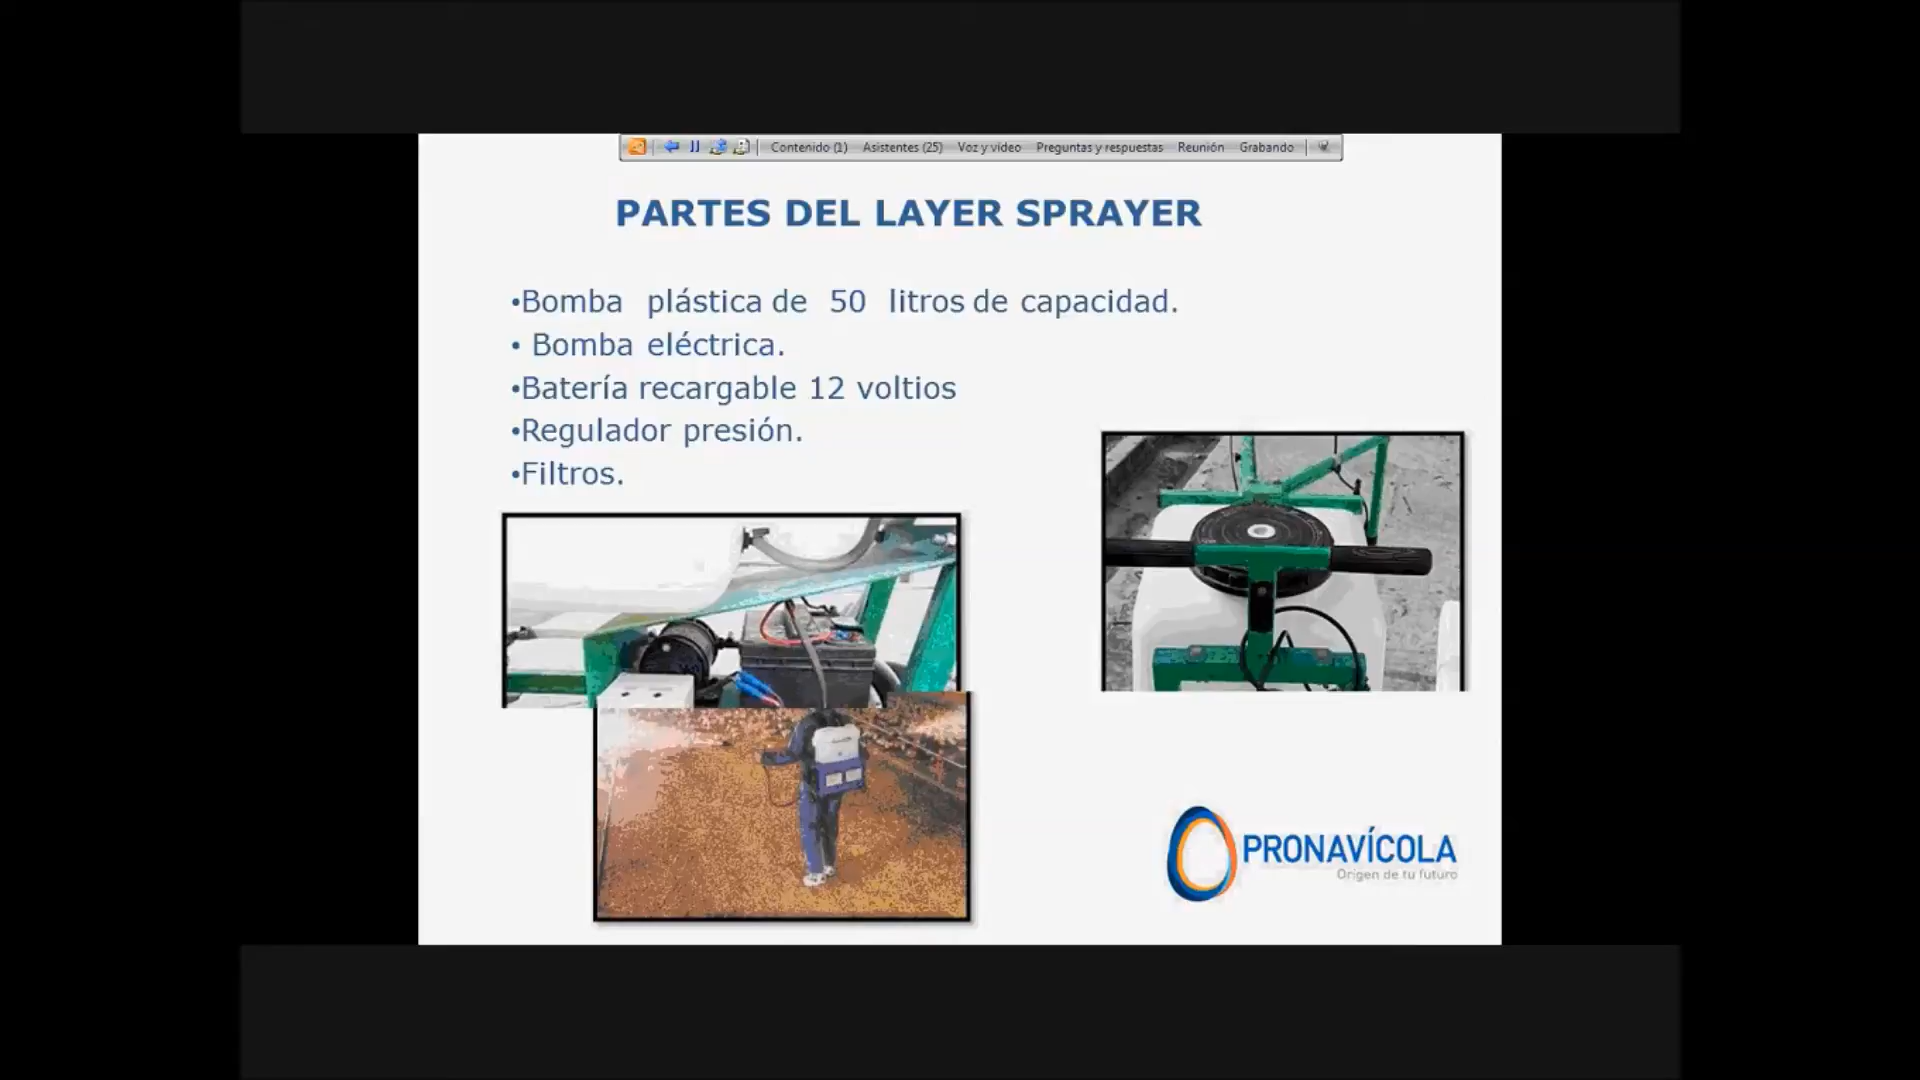 Contenido (1) Asistentes (25) Voz y vídeo Preguntas y respuestas Reunión Grabando
PARTES DEL LAYER SPRAYER
•Bomba plástica de 50 litros de capacidad.
• Bomba eléctrica.
•Batería recargable 12 voltios
•Regulador presión.
•Filtros.
PRONAVÍCOLA
Origen de tu futuro